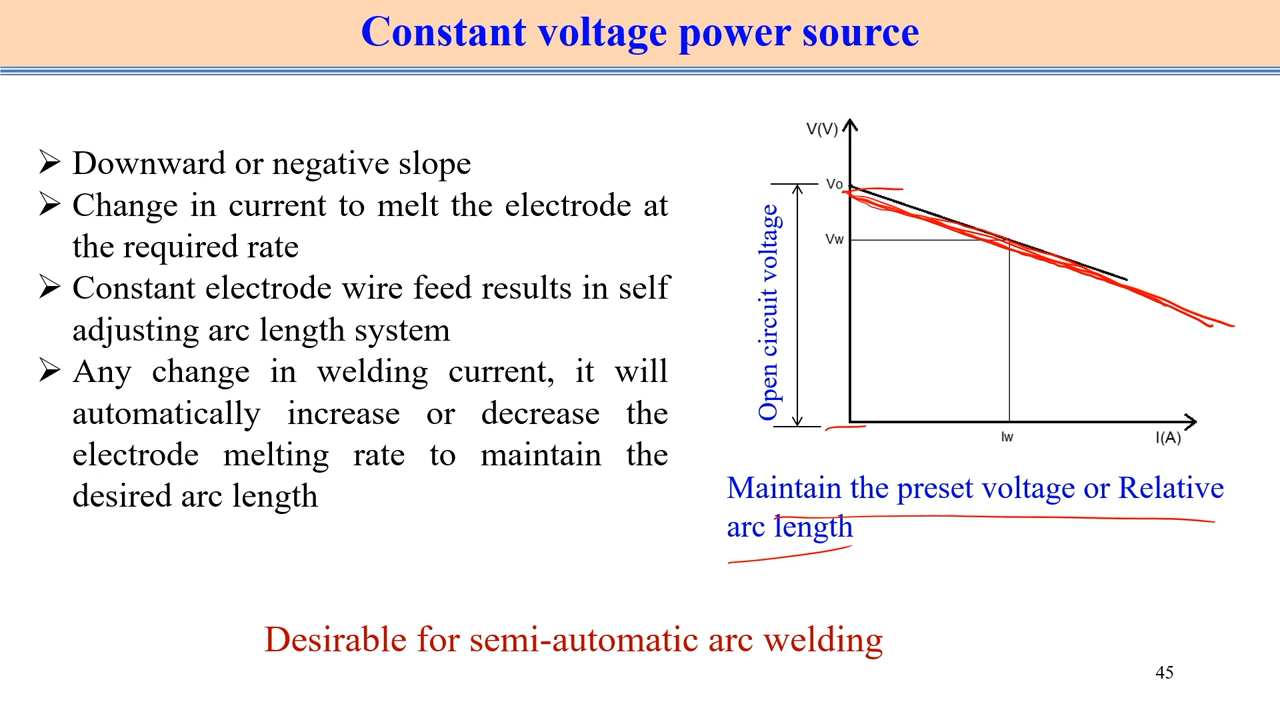 Constant voltage power source
➢ Downward or negative slope
➢ Change in current to melt the electrode at
the required rate
➢ Constant electrode wire feed results in self
adjusting arc length system
➢ Any change in welding current, it will
automatically increase or decrease the
electrode melting rate to maintain the
desired arc length
V(V)
Vo
Vw
Open circuit voltage
Iw
I(A)
Maintain the preset voltage or Relative
arc length
Desirable for semi-automatic arc welding
45